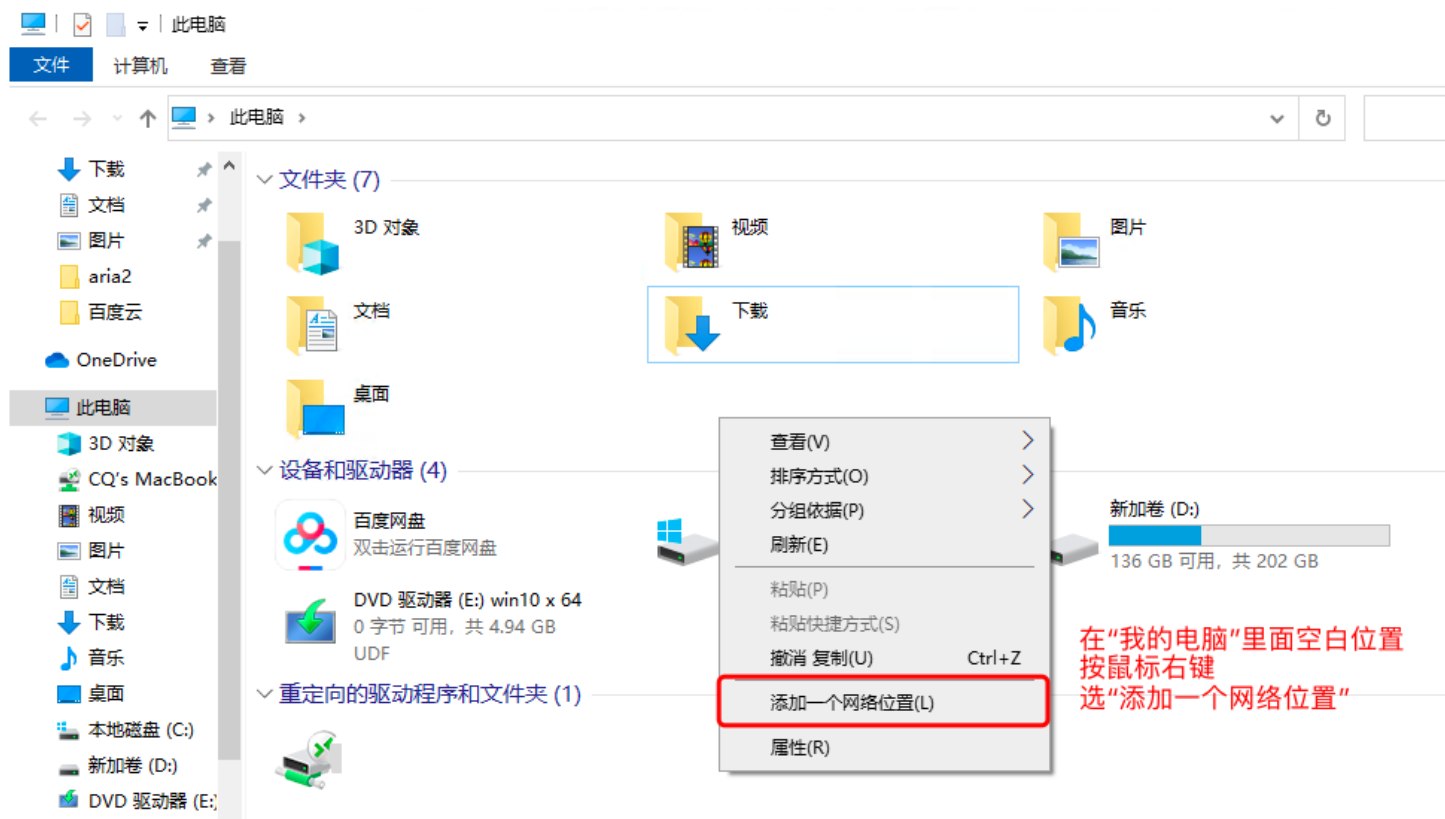 此电脑
文件 计算机 查看
此电脑
下载
文档
图片
aria2
百度云
OneDrive
此电脑
3D 对象
CQ's MacBook
视频
图片
文档
下载
音乐
桌面
本地磁盘 (C:)
新加卷 (D:)
DVD 驱动器 (E:)
文件夹 (7)
3D 对象
视频
图片
文档
下载
音乐
桌面
设备和驱动器 (4)
百度网盘
双击运行百度网盘
新加卷 (D:)
136 GB 可用，共 202 GB
DVD 驱动器 (E:) win10 x 64
0 字节 可用，共 4.94 GB
UDF
重定向的驱动程序和文件夹 (1)
查看(V)
排序方式(O)
分组依据(P)
刷新(E)
粘贴(P)
粘贴快捷方式(S)
撤消 复制(U) Ctrl+Z
添加一个网络位置(L)
属性(R)
在“我的电脑”里面空白位置
按鼠标右键
选“添加一个网络位置”